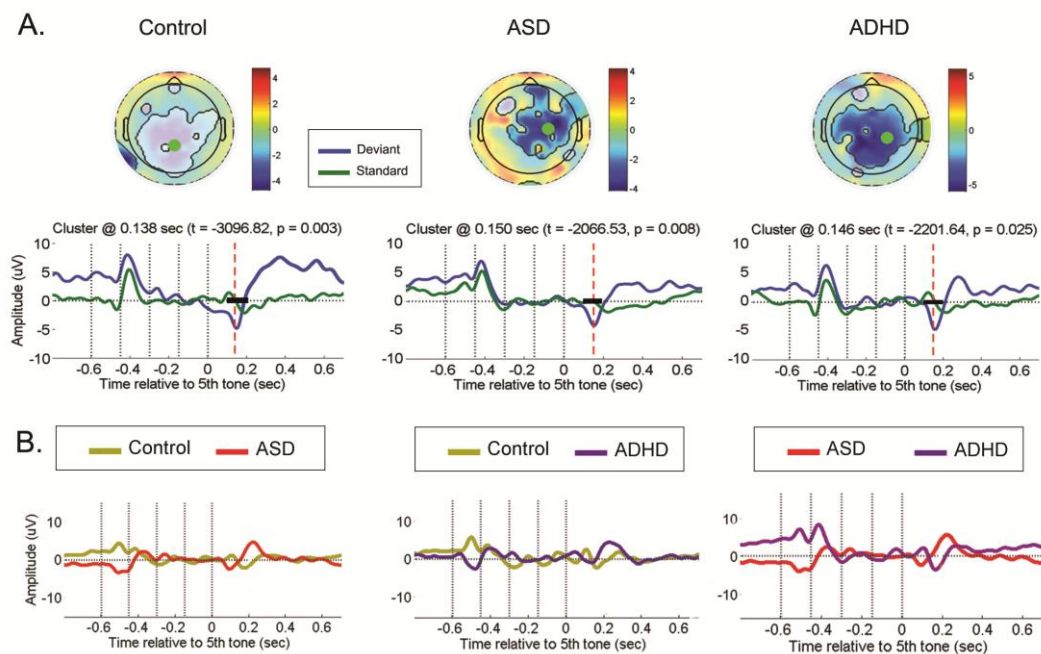 A.
Control
ASD
ADHD
4
2
0
-2
-4
4
2
0
-2
-4
5
0
-5
Deviant
Standard
Cluster @ 0.138 sec (t = -3096.82, p = 0.003)
Cluster @ 0.150 sec (t = -2066.53, p = 0.008)
Cluster @ 0.146 sec (t = -2201.64, p = 0.025)
Amplitude (uV)
10
5
0
-5
-10
-0.6 -0.4 -0.2 0 0.2 0.4 0.6
Time relative to 5th tone (sec)
10
5
0
-5
-10
-0.6 -0.4 -0.2 0 0.2 0.4 0.6
Time relative to 5th tone (sec)
10
5
0
-5
-10
-0.6 -0.4 -0.2 0 0.2 0.4 0.6
Time relative to 5th tone (sec)
B.
Control ASD
Control ADHD
ASD ADHD
Amplitude (uV)
10
0
-10
-0.6 -0.4 -0.2 0 0.2 0.4 0.6
Time relative to 5th tone (sec)
10
0
-10
-0.6 -0.4 -0.2 0 0.2 0.4 0.6
Time relative to 5th tone (sec)
10
0
-10
-0.6 -0.4 -0.2 0 0.2 0.4 0.6
Time relative to 5th tone (sec)